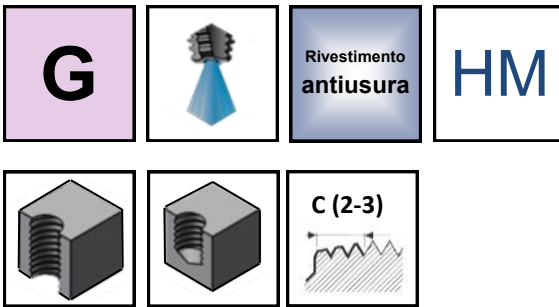 G
Rivestimento
antiusura
HM
C (2-3)